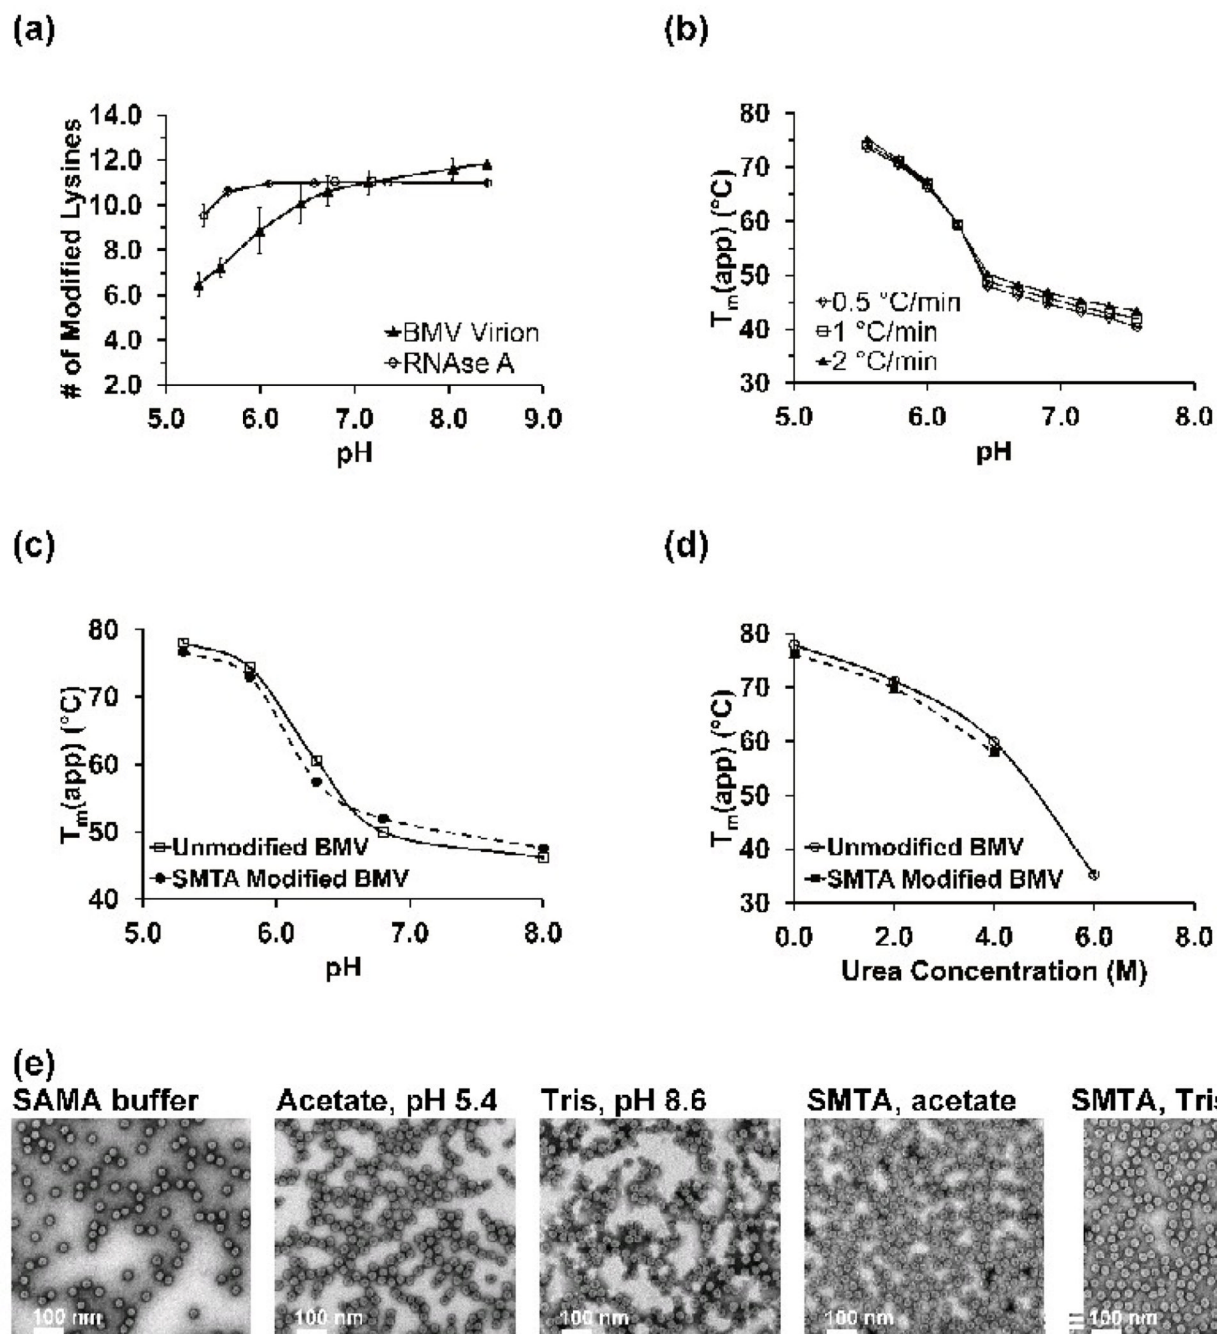 (a)
14.0
12.0
10.0
8.0
6.0
4.0
2.0
# of Modified Lysines
BMV Virion
RNAse A
5.0 6.0 7.0 8.0 9.0
pH
(b)
80
70
60
50
40
30
Tm(app) (°C)
0.5 °C/min
1 °C/min
2 °C/min
5.0 6.0 7.0 8.0
pH
(c)
80
70
60
50
40
Tm(app) (°C)
Unmodified BMV
SMTA Modified BMV
5.0 6.0 7.0 8.0
pH
(d)
80
70
60
50
40
30
Tm(app) (°C)
Unmodified BMV
SMTA Modified BMV
0.0 2.0 4.0 6.0 8.0
Urea Concentration (M)
(e)
SAMA buffer
Acetate, pH 5.4
Tris, pH 8.6
SMTA, acetate
SMTA, Tris
100 nm
100 nm
100 nm
100 nm
100 nm